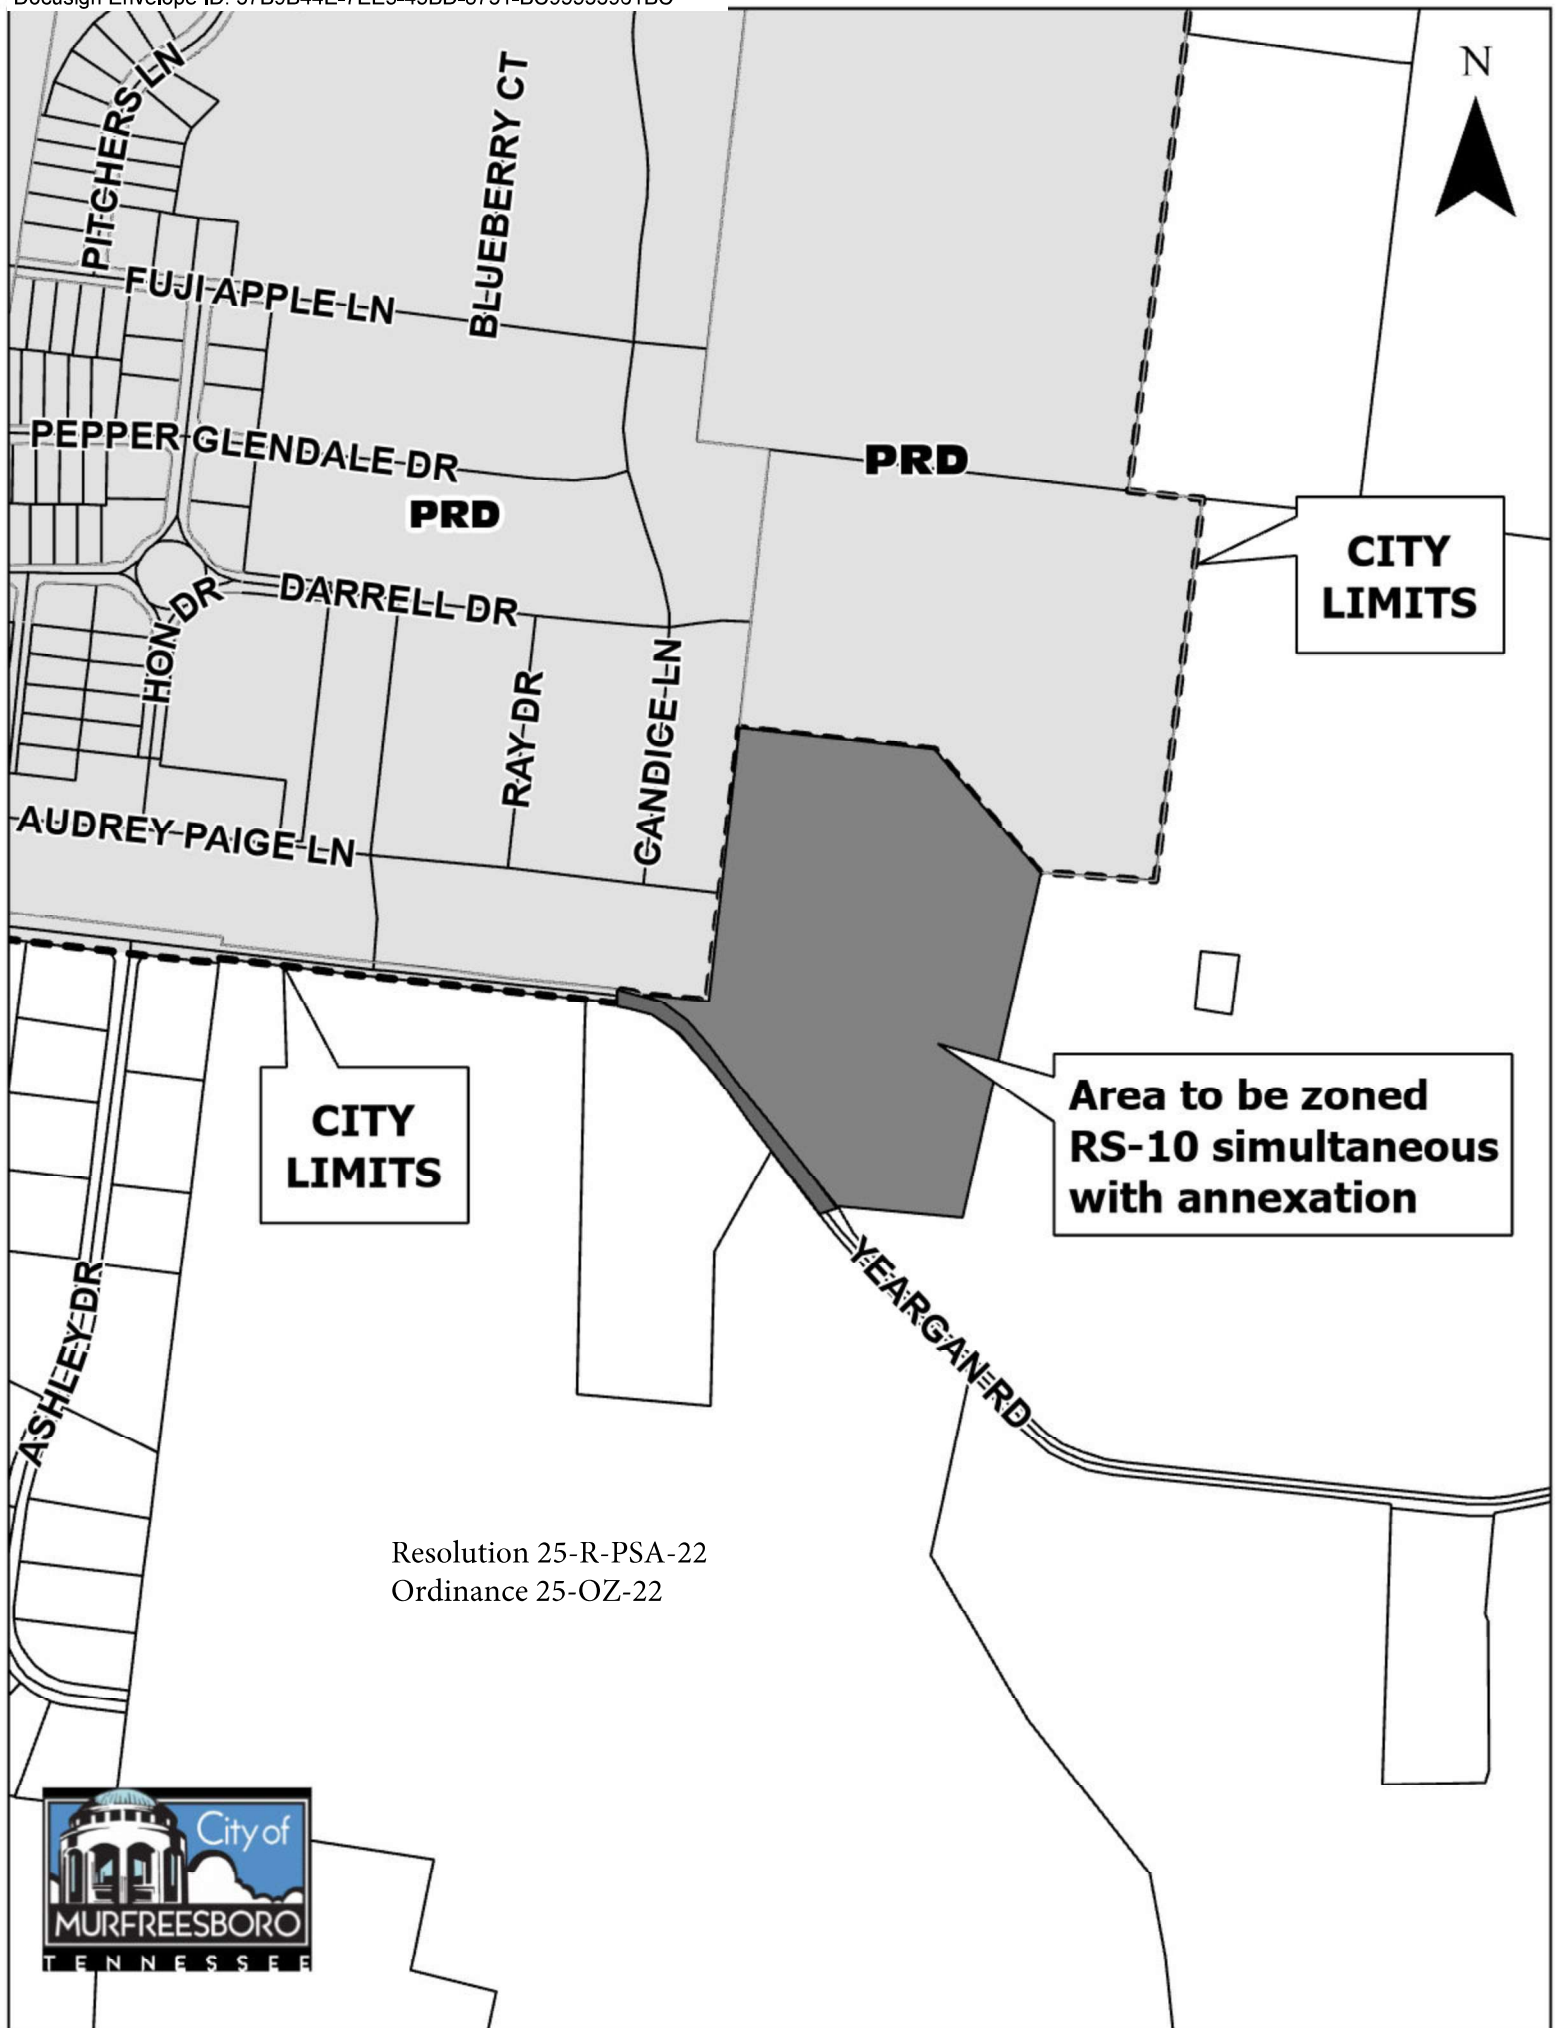 PITCHERS LN
BLUEBERRY CT
N
FUJI APPLE LN
PEPPER GLENDALE DR
PRD
PRD
CITY
LIMITS
HON DR
DARRELL DR
RAY DR
CANDICE LN
AUDREY PAIGE LN
CITY
LIMITS
Area to be zoned
RS-10 simultaneous
with annexation
ASHLEY DR
YEARGAN RD
Resolution 25-R-PSA-22
Ordinance 25-OZ-22
City of
MURFREESBORO
TENNESSEE